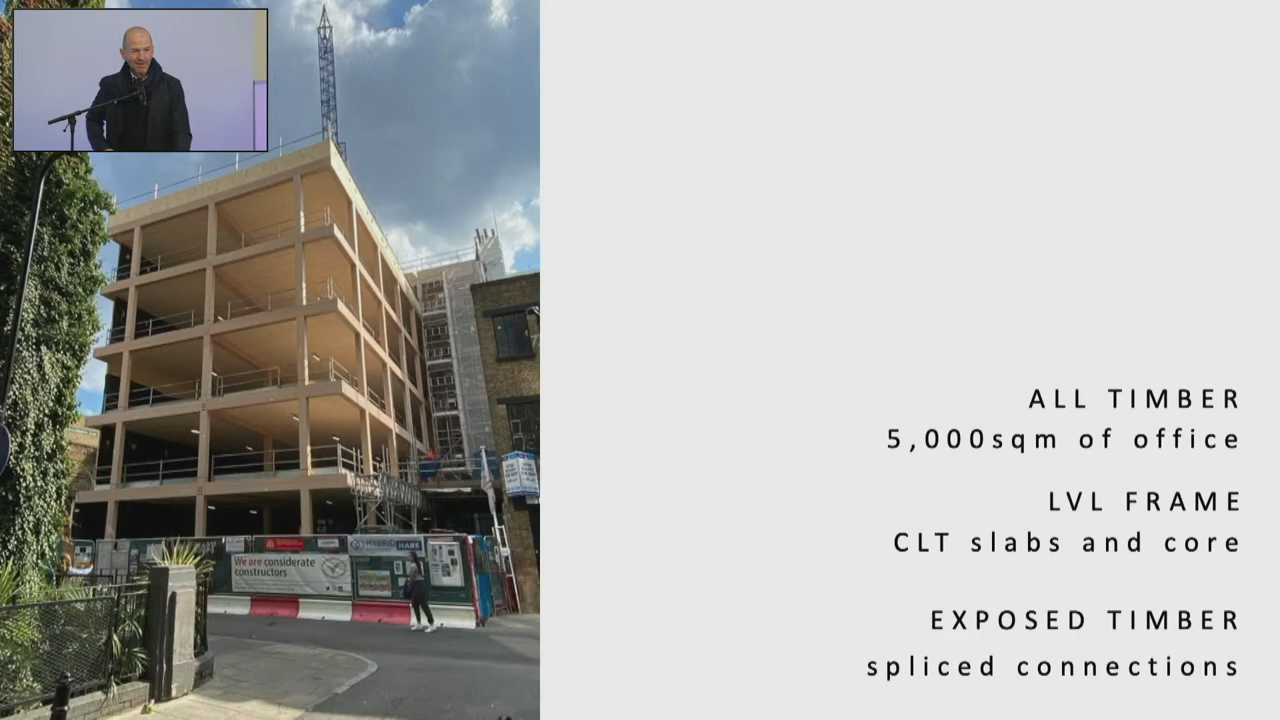 ALL TIMBER
5,000sqm of office
LVL FRAME
CLT slabs and core
EXPOSED TIMBER
spliced connections
We are considerate
constructors
HYBRID